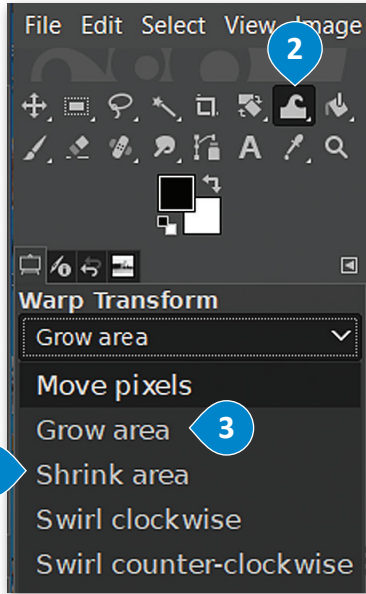 File Edit Select View Image
2
A
Warp Transform
Grow area
Move pixels
Grow area 3
Shrink area
Swirl clockwise
Swirl counter-clockwise